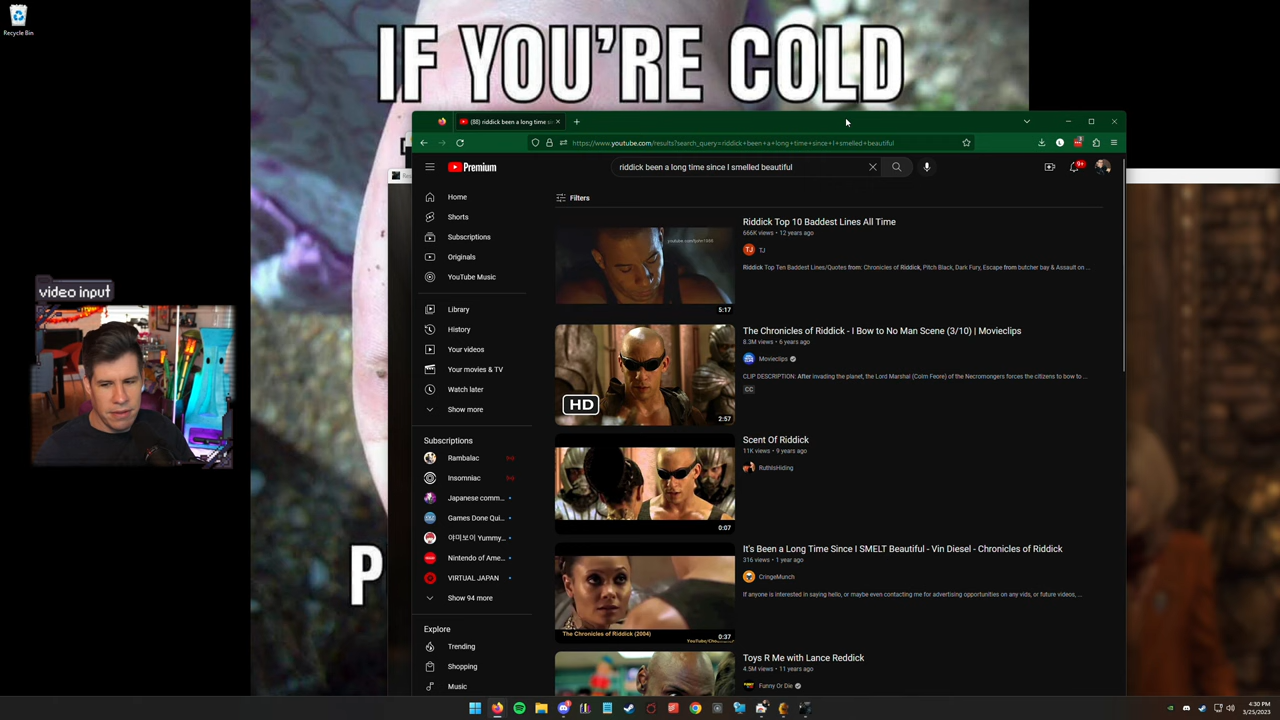 Recycle Bin
IF YOU'RE COLD
(88) riddick been a long time si
https://www.youtube.com/results?search_query=riddick+been+a+long+time+since+I+smelled+beautiful
Premium
riddick been a long time since I smelled beautiful
9+
Home
Shorts
Subscriptions
Originals
YouTube Music
Library
History
Your videos
Your movies & TV
Watch later
Show more
Subscriptions
Rambalac
Insomniac
Japanese comm...
Games Done Qui...
야미보이 Yummy...
Nintendo of Ame...
VIRTUAL JAPAN
Show 94 more
Explore
Trending
Shopping
Music
Filters
5:17
Riddick Top 10 Baddest Lines All Time
666K views • 12 years ago
TJ
TJ
Riddick Top Ten Baddest Lines/Quotes from: Chronicles of Riddick, Pitch Black, Dark Fury, Escape from butcher bay & Assault on ...
HD
2:57
The Chronicles of Riddick - I Bow to No Man Scene (3/10) | Movieclips
8.3M views • 6 years ago
Movieclips
CLIP DESCRIPTION: After invading the planet, the Lord Marshal (Colm Feore) of the Necromongers forces the citizens to bow to ...
CC
0:07
Scent Of Riddick
11K views • 9 years ago
RuthIsHiding
The Chronicles of Riddick (2004)
0:37
It's Been a Long Time Since I SMELT Beautiful - Vin Diesel - Chronicles of Riddick
316 views • 1 year ago
CringeMunch
If anyone is interested in saying hello, or maybe even contacting me for advertising opportunities on any vids, or future videos, ...
Toys R Me with Lance Reddick
4.5M views • 11 years ago
Funny Or Die
video input
P
4:30 PM
3/25/2023